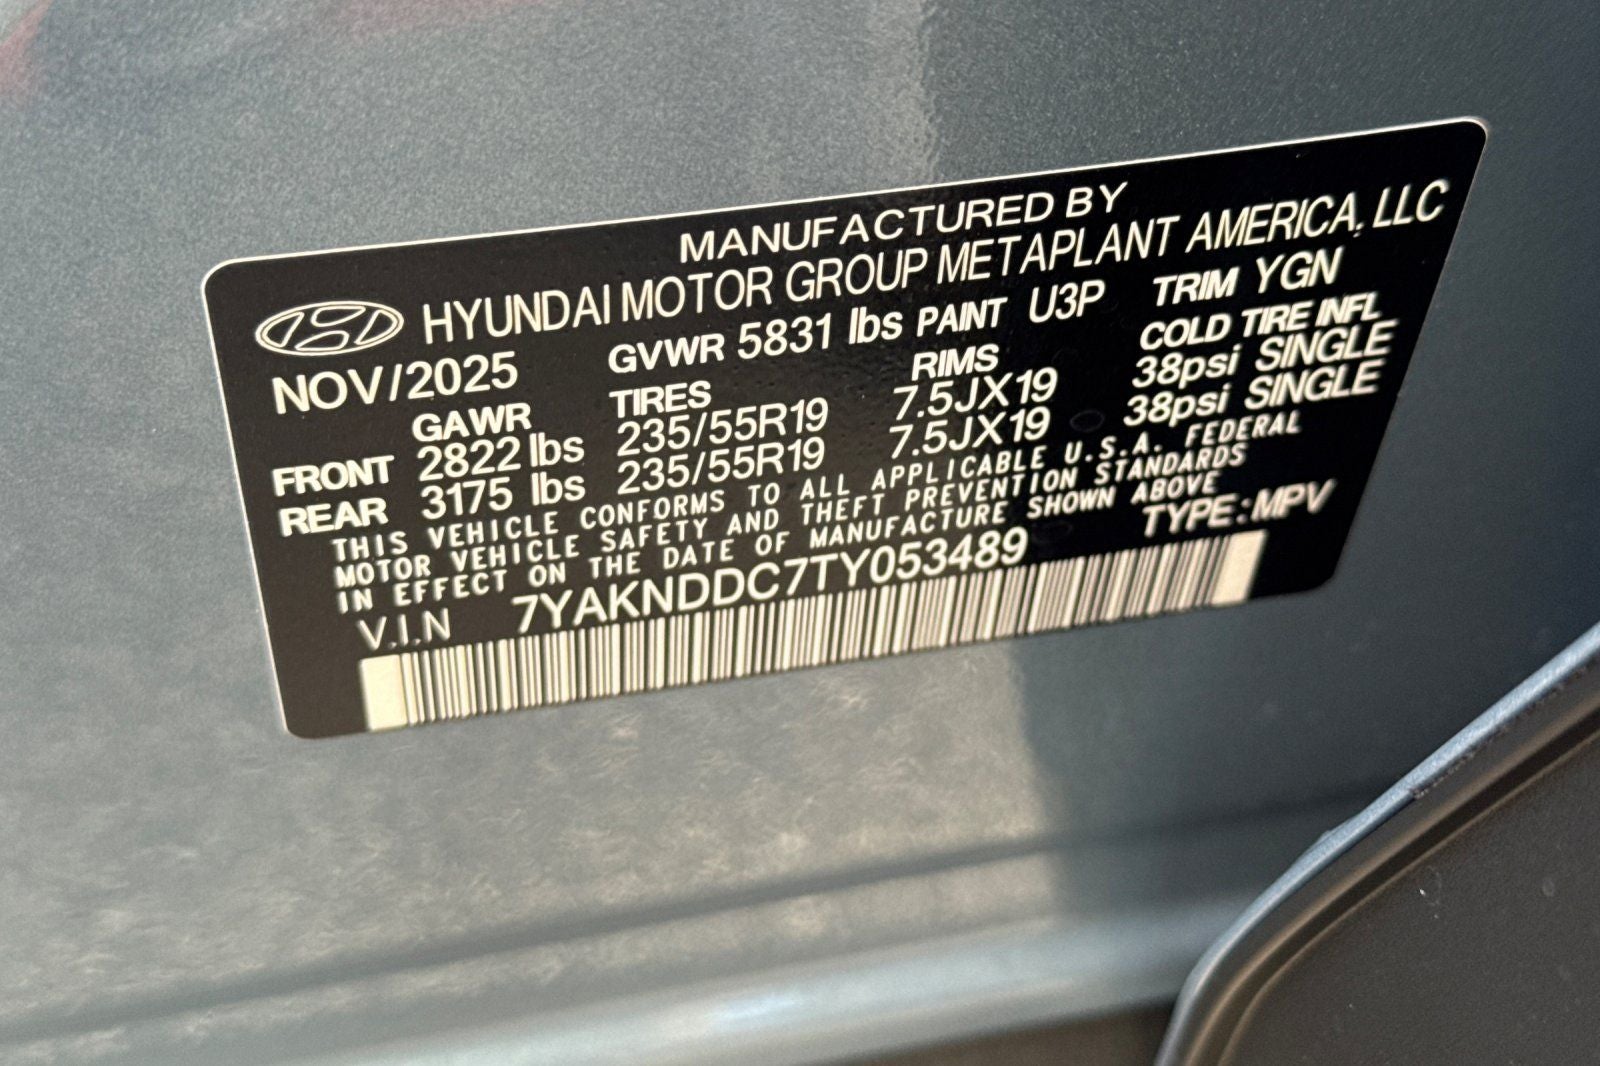 MANUFACTURED BY
HYUNDAI MOTOR GROUP METAPLANT AMERICA, LLC
NOV/2025 GVWR 5831 lbs PAINT U3P TRIM YGN
GAWR TIRES RIMS COLD TIRE INFL
FRONT 2822 lbs 235/55R19 7.5JX19 38psi SINGLE
REAR 3175 lbs 235/55R19 7.5JX19 38psi SINGLE
THIS VEHICLE CONFORMS TO ALL APPLICABLE U.S.A. FEDERAL
MOTOR VEHICLE SAFETY AND THEFT PREVENTION STANDARDS
IN EFFECT ON THE DATE OF MANUFACTURE SHOWN ABOVE
V.I.N 7YAKNDDC7TY053489 TYPE:MPV